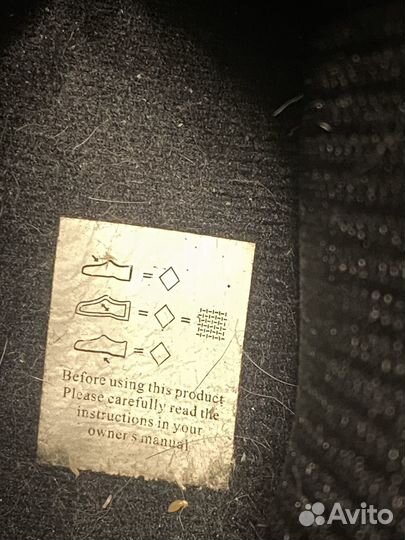 =
= =
=
Before using this product
Please carefully read the
instructions in your
owner's manual
Avito